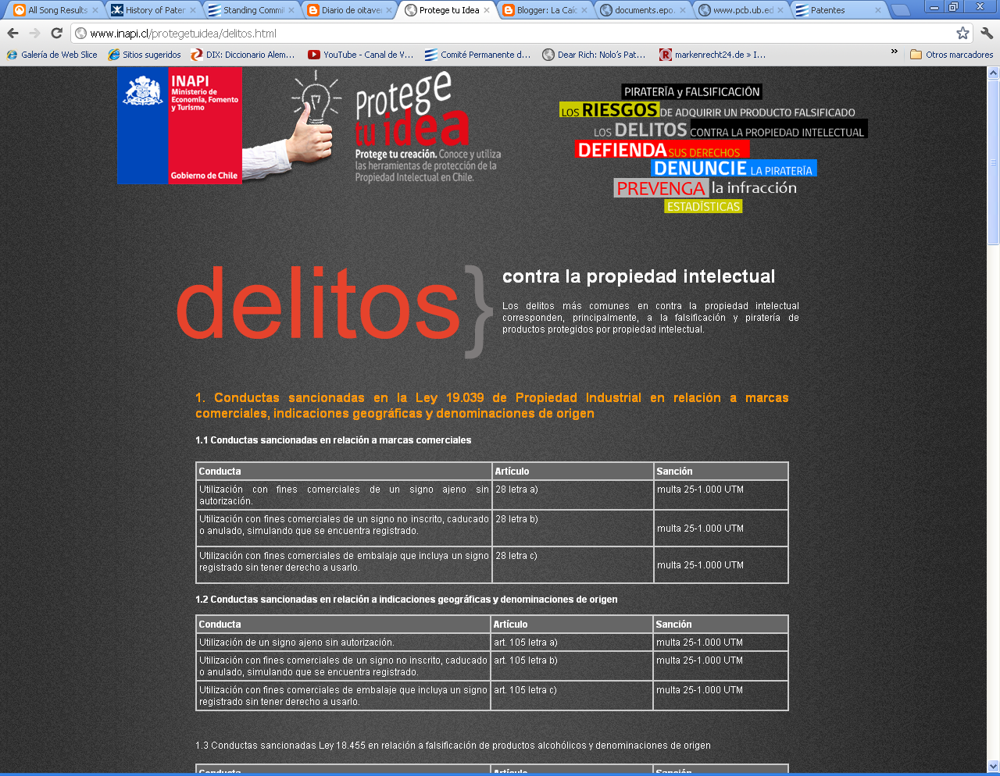 All Song Results
History of Paten
Standing Commit
Diario de oitaven
Protege tu Idea
Blogger: La Caic
documents.epo.
www.pcb.ub.ed
Patentes
www.inapi.cl/protegetuidea/delitos.html
Galería de Web Slice
Sitios sugeridos
DIX: Diccionario Alem...
YouTube - Canal de V...
Comité Permanente d...
Dear Rich: Nolo's Pat...
markenrecht24.de » I...
»
Otros marcadores
INAPI
Ministerio de
Economía, Fomento
y Turismo
Gobierno de Chile
Protege
tu idea
Protege tu creación. Conoce y utiliza
las herramientas de protección de la
Propiedad Intelectual en Chile.
PIRATERÍA y FALSIFICACIÓN
LOS RIESGOS DE ADQUIRIR UN PRODUCTO FALSIFICADO
LOS DELITOS CONTRA LA PROPIEDAD INTELECTUAL
DEFIENDA SUS DERECHOS
DENUNCIE LA PIRATERÍA
PREVENGA la infracción
ESTADÍSTICAS
delitos}
contra la propiedad intelectual
Los delitos más comunes en contra la propiedad intelectual
corresponden, principalmente, a la falsificación y piratería de
productos protegidos por propiedad intelectual.
1. Conductas sancionadas en la Ley 19.039 de Propiedad Industrial en relación a marcas
comerciales, indicaciones geográficas y denominaciones de origen
1.1 Conductas sancionadas en relación a marcas comerciales
Conducta Artículo Sanción
Utilización con fines comerciales de un signo ajeno sin 28 letra a) multa 25-1.000 UTM
autorización.
Utilización con fines comerciales de un signo no inscrito, caducado 28 letra b)
o anulado, simulando que se encuentra registrado. multa 25-1.000 UTM
Utilización con fines comerciales de embalaje que incluya un signo 28 letra c)
registrado sin tener derecho a usarlo. multa 25-1.000 UTM
1.2 Conductas sancionadas en relación a indicaciones geográficas y denominaciones de origen
Conducta Artículo Sanción
Utilización de un signo ajeno sin autorización. art. 105 letra a) multa 25-1.000 UTM
Utilización con fines comerciales de un signo no inscrito, caducado art. 105 letra b) multa 25-1.000 UTM
o anulado, simulando que se encuentra registrado.
Utilización con fines comerciales de embalaje que incluya un signo art. 105 letra c) multa 25-1.000 UTM
registrado sin tener derecho a usarlo.
1.3 Conductas sancionadas Ley 18.455 en relación a falsificación de productos alcohólicos y denominaciones de origen
Conducta Artículo Sanción